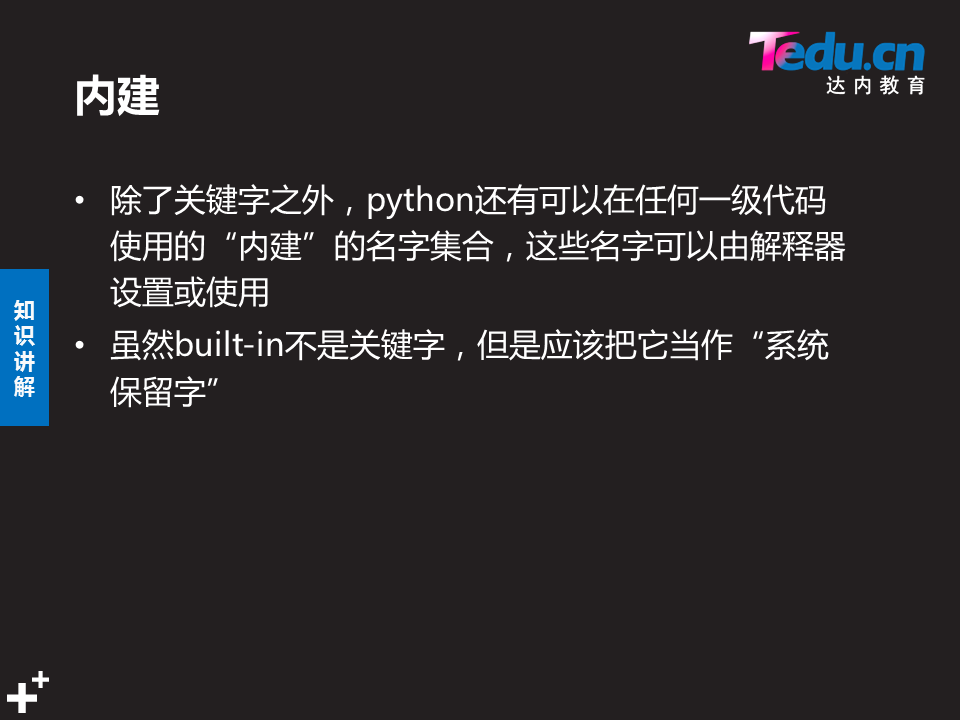 Tedu.cn
达内教育
内建
• 除了关键字之外，python还有可以在任何一级代码
使用的“内建”的名字集合，这些名字可以由解释器
设置或使用
• 虽然built-in不是关键字，但是应该把它当作“系统
保留字”
知
识
讲
解